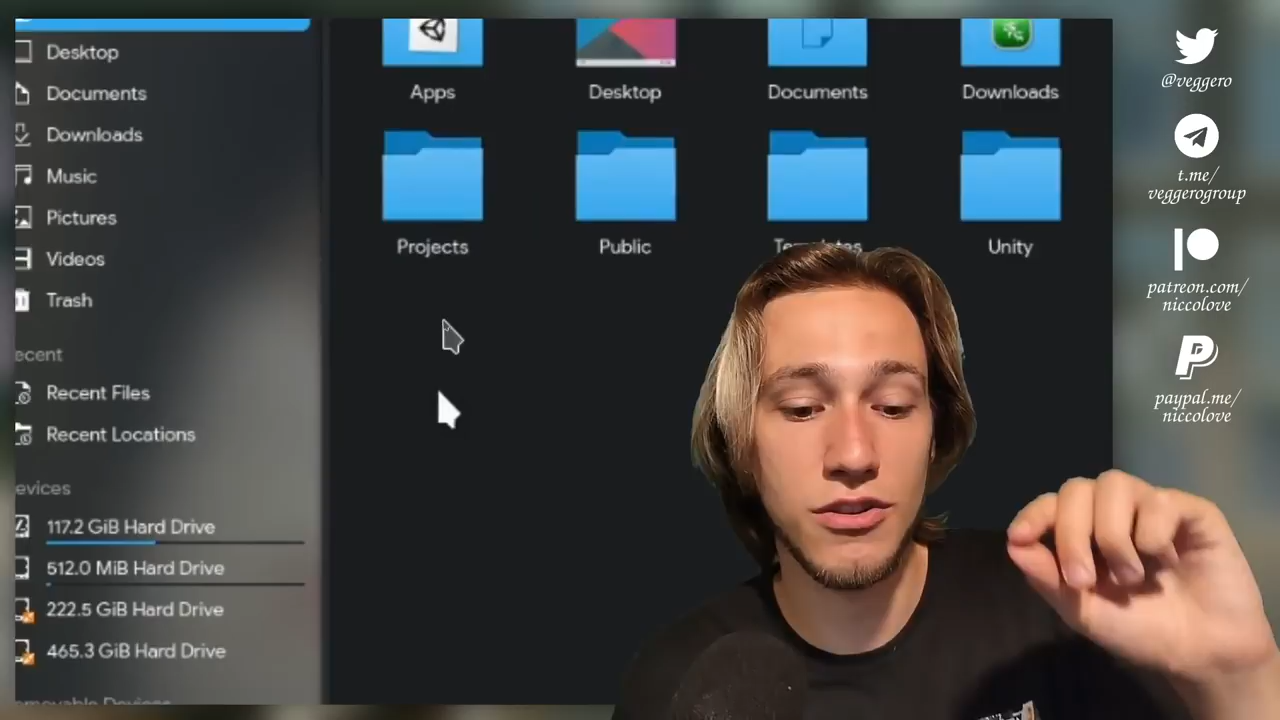 Desktop
Documents
Downloads
Music
Pictures
Videos
Trash
Recent Files
Recent Locations
117.2 GiB Hard Drive
512.0 MiB Hard Drive
222.5 GiB Hard Drive
465.3 GiB Hard Drive
Apps
Desktop
Documents
Downloads
Projects
Public
Templates
Unity
@veggero
t.me/
veggerogroup
patreon.com/
niccolove
paypal.me/
niccolove